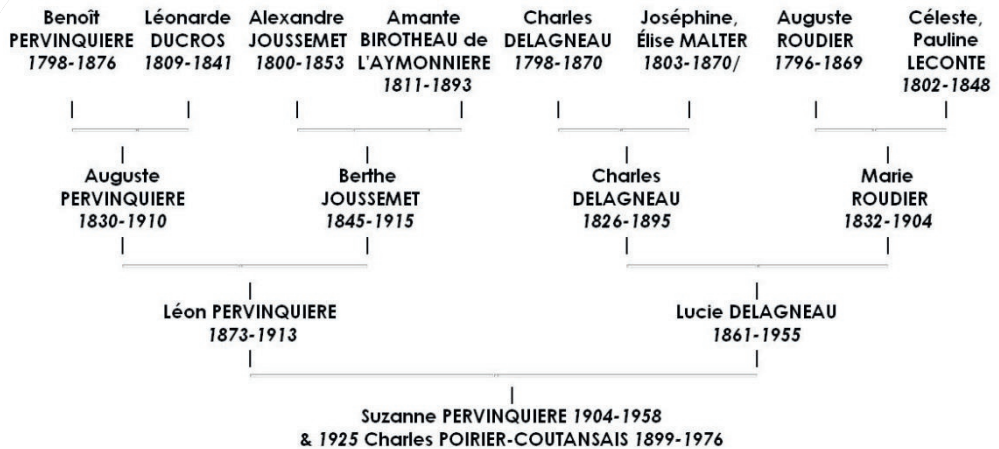 Benoît
PERVINQUIERE
1798-1876
Léonarde
DUCROS
1809-1841
Alexandre
JOUSSEMET
1800-1853
Amante
BIROTHEAU de
L'AYMONNIERE
1811-1893
Charles
DELAGNEAU
1798-1870
Joséphine,
Élise MALTER
1803-1870/
Auguste
ROUDIER
1796-1869
Céleste,
Pauline
LECONTE
1802-1848
Auguste
PERVINQUIERE
1830-1910
Berthe
JOUSSEMET
1845-1915
Charles
DELAGNEAU
1826-1895
Marie
ROUDIER
1832-1904
Léon PERVINQUIERE
1873-1913
Lucie DELAGNEAU
1861-1955
Suzanne PERVINQUIERE 1904-1958
& 1925 Charles POIRIER-COUTANSAIS 1899-1976